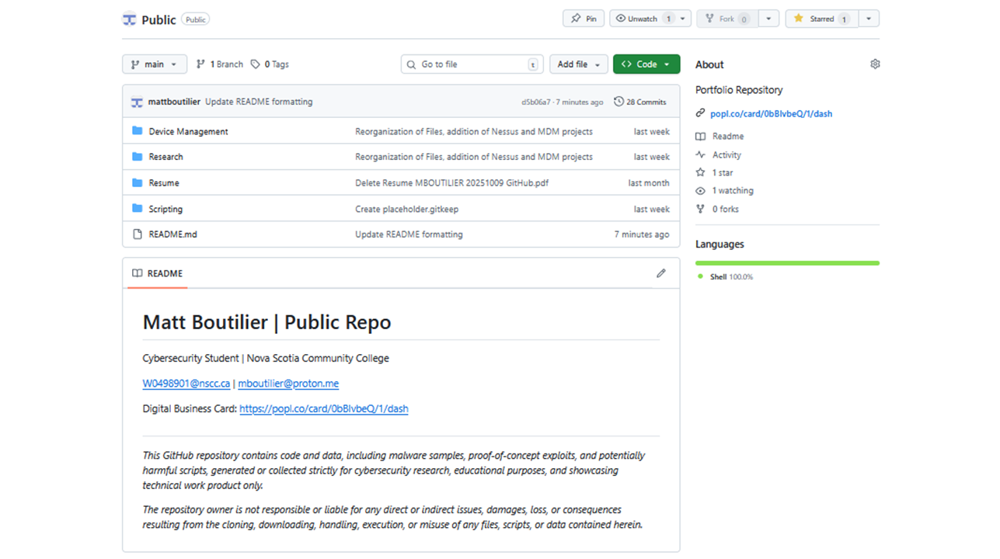 Public Public
Pin Unwatch 1 Fork 0 Starred 1
main 1 Branch 0 Tags Go to file t Add file Code
mattboutilier Update README formatting d5b06a7 · 7 minutes ago 28 Commits
Device Management Reorganization of Files, addition of Nessus and MDM projects last week
Research Reorganization of Files, addition of Nessus and MDM projects last week
Resume Delete Resume MBOUTILIER 20251009 GitHub.pdf last month
Scripting Create placeholder.gitkeep last week
README.md Update README formatting 7 minutes ago
README
Matt Boutilier | Public Repo
Cybersecurity Student | Nova Scotia Community College
W0498901@nscc.ca | mboutilier@proton.me
Digital Business Card: https://popl.co/card/0bBlvbeQ/1/dash
This GitHub repository contains code and data, including malware samples, proof-of-concept exploits, and potentially
harmful scripts, generated or collected strictly for cybersecurity research, educational purposes, and showcasing
technical work product only.
The repository owner is not responsible or liable for any direct or indirect issues, damages, loss, or consequences
resulting from the cloning, downloading, handling, execution, or misuse of any files, scripts, or data contained herein.
About
Portfolio Repository
popl.co/card/0bBlvbeQ/1/dash
Readme
Activity
1 star
1 watching
0 forks
Languages
Shell 100.0%